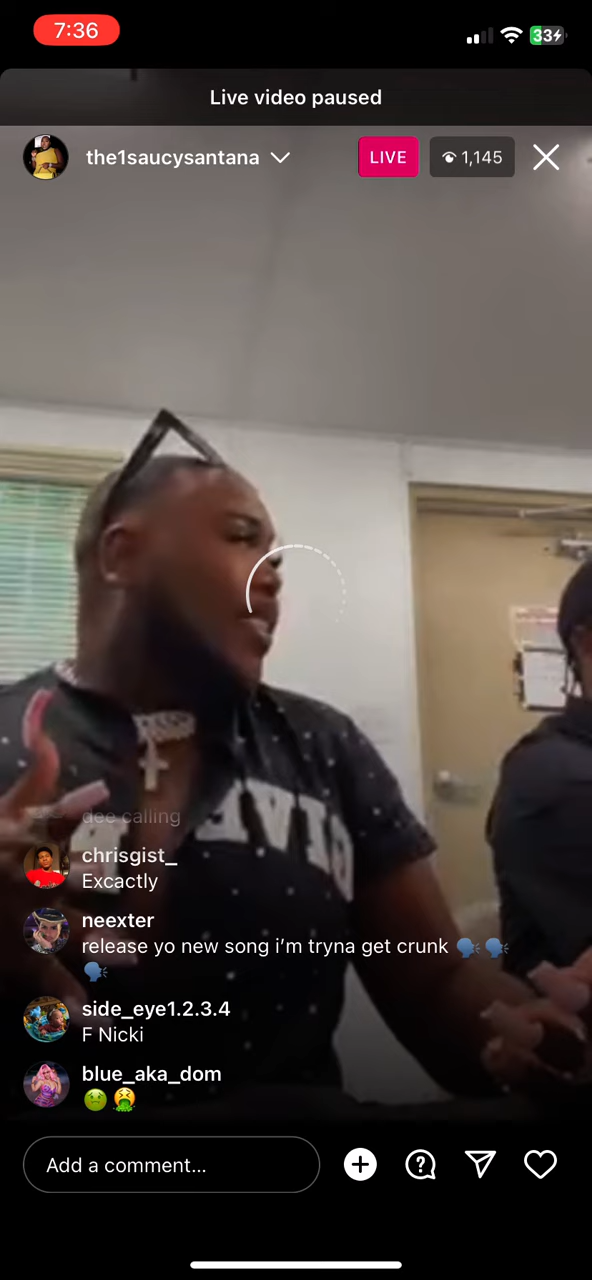 7:36
33
Live video paused
the1saucysantana
LIVE
1,145
dee calling
chrisgist_
Excactly
neexter
release yo new song i’m tryna get crunk 🗣️🗣️
🗣️
side_eye1.2.3.4
F Nicki
blue_aka_dom
🤢🤮
Add a comment...